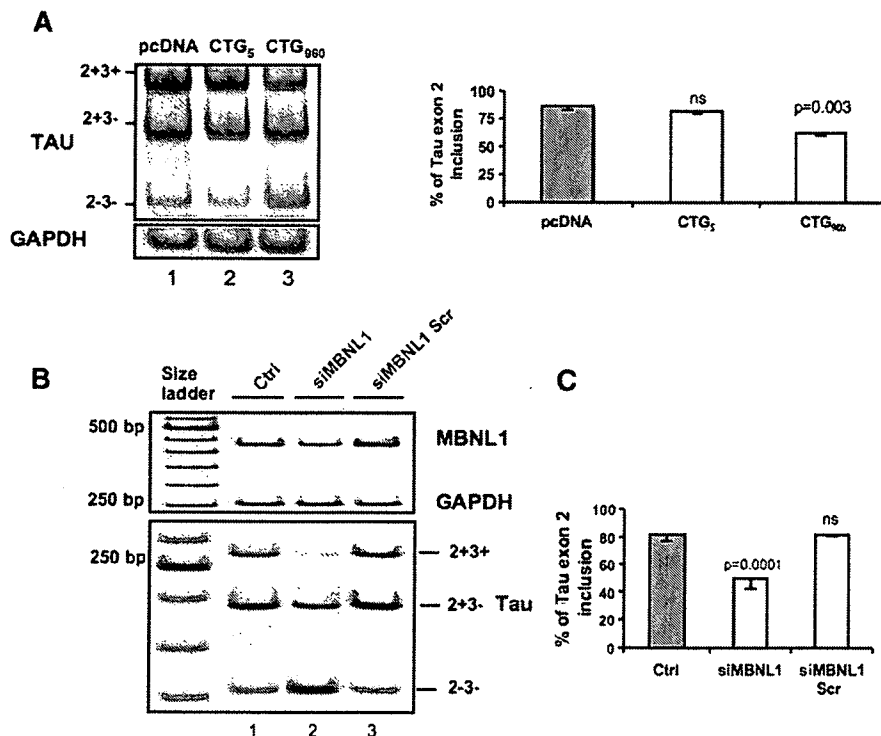 A
pcDNA CTG5 CTG960
2+3+
2+3-
TAU
2-3-
GAPDH
1 2 3
% of Tau exon 2
inclusion
100
75
50
25
0
ns
p=0.003
pcDNA CTG5 CTG960
B
Size
ladder
Ctrl
siMBNL1
siMBNL1 Scr
500 bp
MBNL1
250 bp
GAPDH
250 bp
2+3+
2+3- Tau
2-3-
1 2 3
C
% of Tau exon 2
inclusion
100
80
60
40
20
0
p=0.0001
ns
Ctrl siMBNL1 siMBNL1
Scr